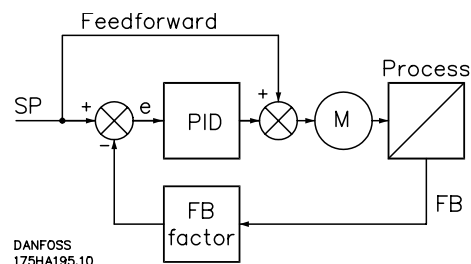 Feedforward
Process
SP
+
e
PID
+
M
−
FB
FB
factor
DANFOSS
175HA195.10